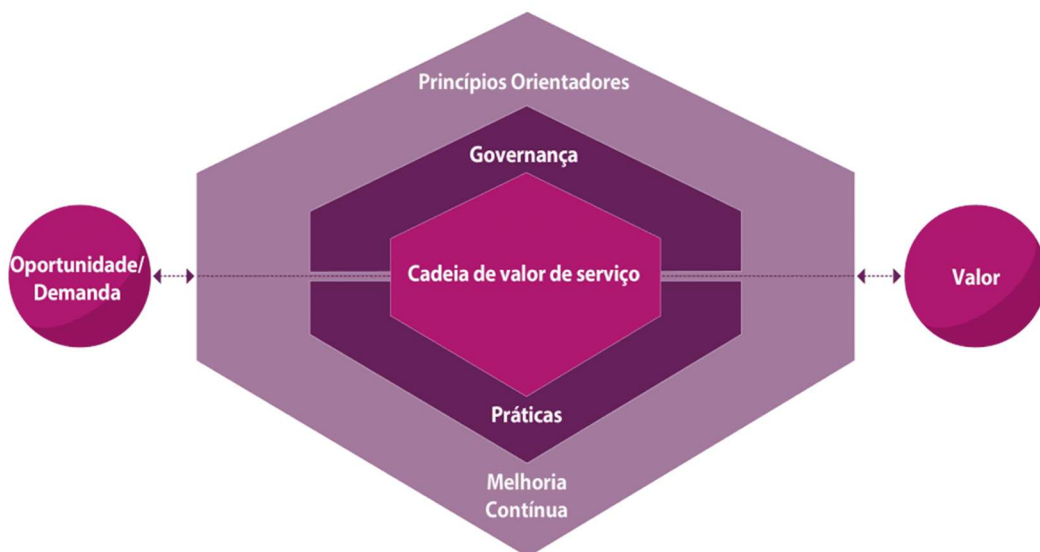 Princípios Orientadores
Governança
Oportunidade/
Demanda
Cadeia de valor de serviço
Valor
Práticas
Melhoria
Contínua